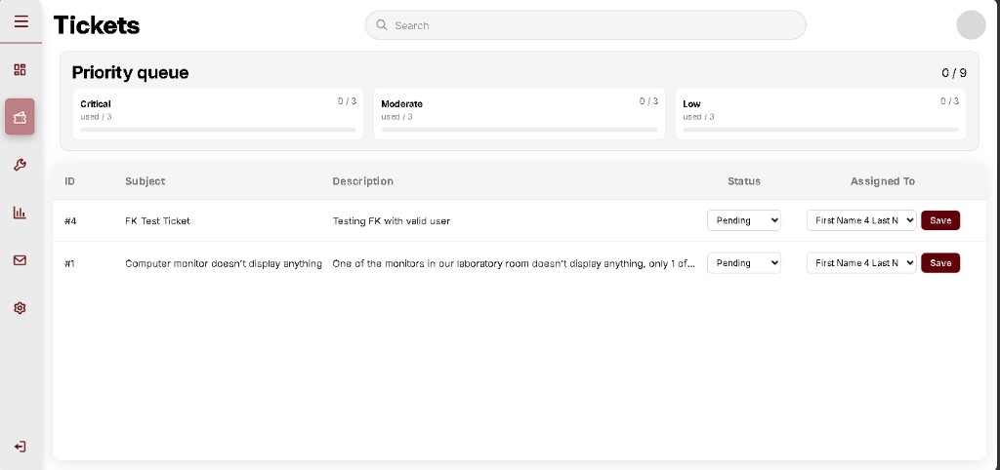 Tickets
Search
Priority queue
0 / 9
Critical
0 / 3
used / 3
Moderate
0 / 3
used / 3
Low
0 / 3
used / 3
ID Subject Description Status Assigned To
#4 FK Test Ticket Testing FK with valid user Pending First Name 4 Last N Save
#1 Computer monitor doesn't display anything One of the monitors in our laboratory room doesn't display anything, only 1 of... Pending First Name 4 Last N Save